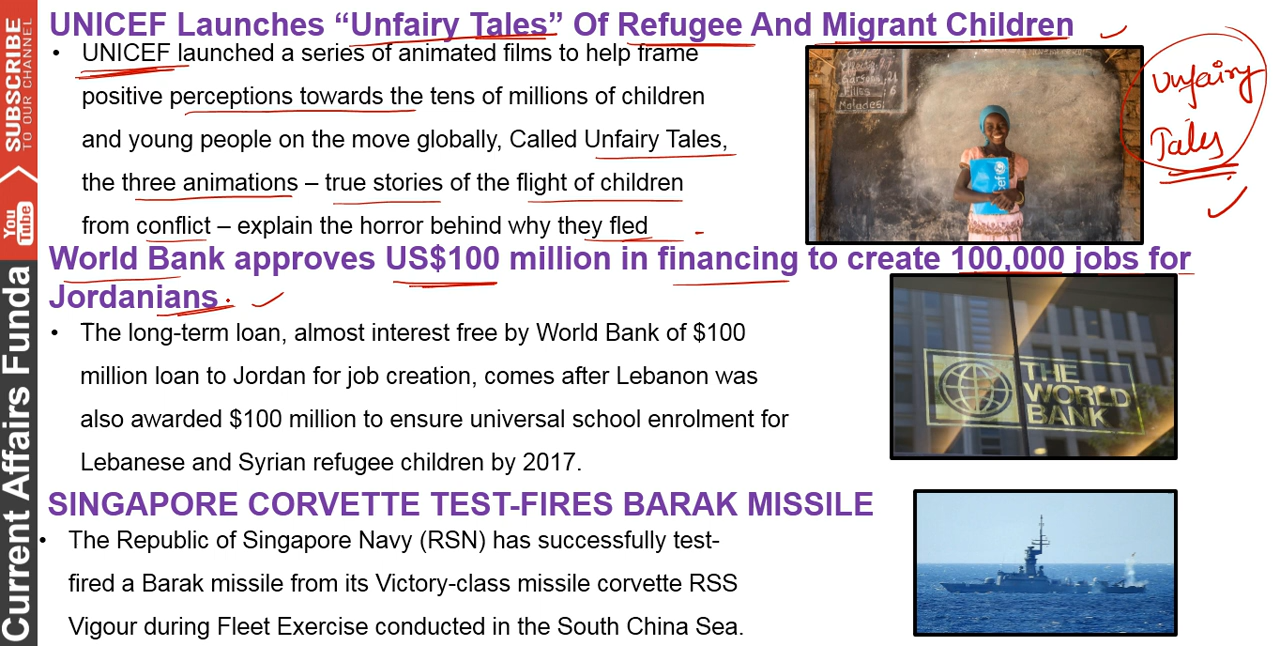 UNICEF Launches “Unfairy Tales” Of Refugee And Migrant Children
• UNICEF launched a series of animated films to help frame
positive perceptions towards the tens of millions of children
and young people on the move globally, Called Unfairy Tales,
the three animations – true stories of the flight of children
from conflict – explain the horror behind why they fled
Unfairy
Tales
World Bank approves US$100 million in financing to create 100,000 jobs for
Jordanians.
• The long-term loan, almost interest free by World Bank of $100
million loan to Jordan for job creation, comes after Lebanon was
also awarded $100 million to ensure universal school enrolment for
Lebanese and Syrian refugee children by 2017.
THE
WORLD
BANK
SINGAPORE CORVETTE TEST-FIRES BARAK MISSILE
• The Republic of Singapore Navy (RSN) has successfully test-
fired a Barak missile from its Victory-class missile corvette RSS
Vigour during Fleet Exercise conducted in the South China Sea.
SUBSCRIBE
TO OUR CHANNEL
You
Tube
Current Affairs Funda